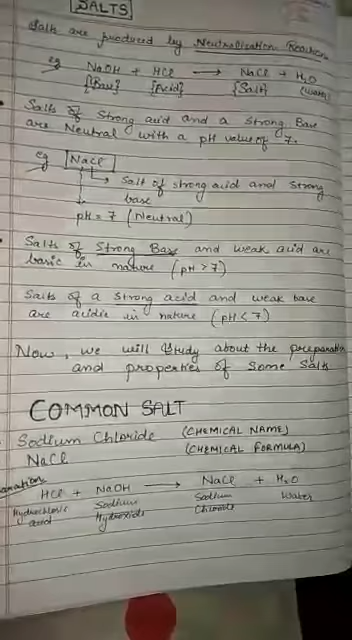 SALTS
Salts are produced by Neutralisation Reaction
eg NaOH + HCl → NaCl + H₂O
{Base} {Acid} {Salt} (Water)
• Salts of Strong acid and a Strong Base
are Neutral with a pH value of 7.
eg NaCl
→ Salt of strong acid and strong
base
pH = 7 (Neutral)
• Salts of Strong Base and weak acid are
basic in nature (pH > 7)
Salts of a strong acid and weak base
are acidic in nature (pH < 7)
Now, we will study about the preparation
and properties of some Salts
COMMON SALT
Sodium Chloride (CHEMICAL NAME)
NaCl (CHEMICAL FORMULA)
HCl + NaOH → NaCl + H₂O
Hydrochloric Sodium Sodium Water
acid Hydroxide Chloride